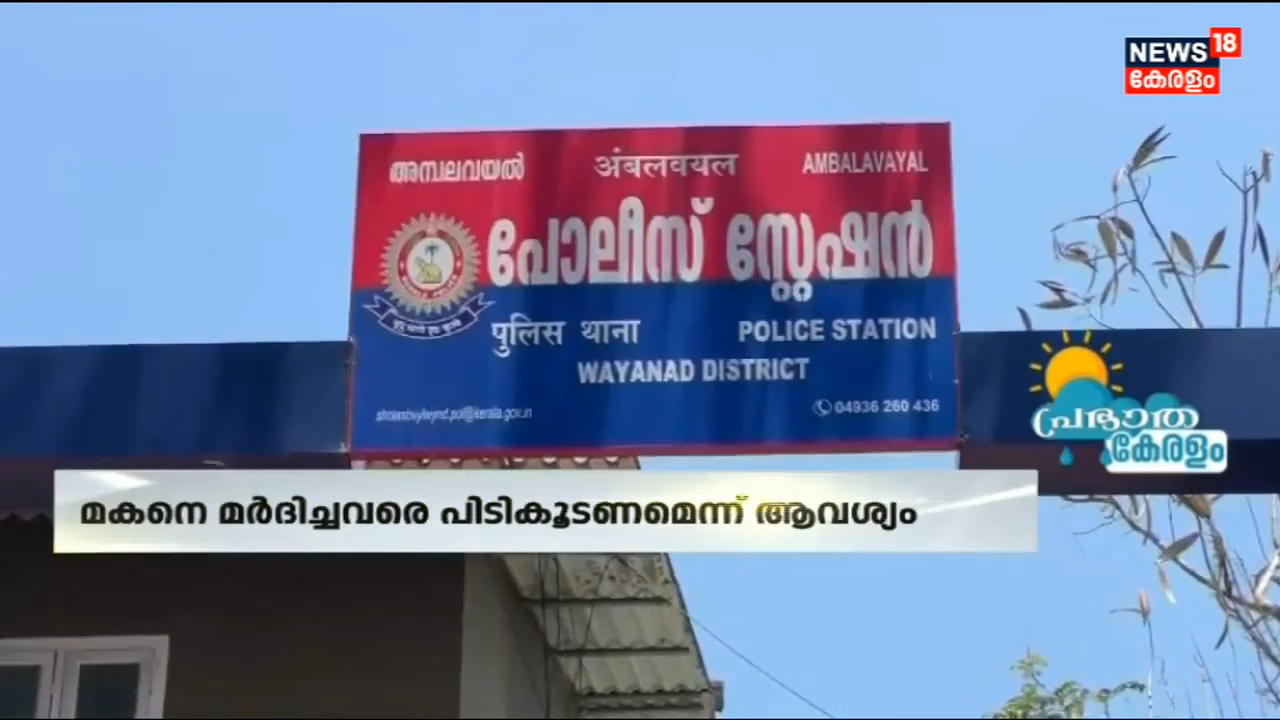 NEWS 18
കേരളം
അമ്പലവയൽ अंबलवयल AMBALAVAYAL
പോലീസ് സ്റ്റേഷൻ
पुलिस थाना POLICE STATION
WAYANAD DISTRICT
04936 260 436
പ്രഭാത
കേരളം
മകനെ മർദിച്ചവരെ പിടികൂടണമെന്ന് ആവശ്യം